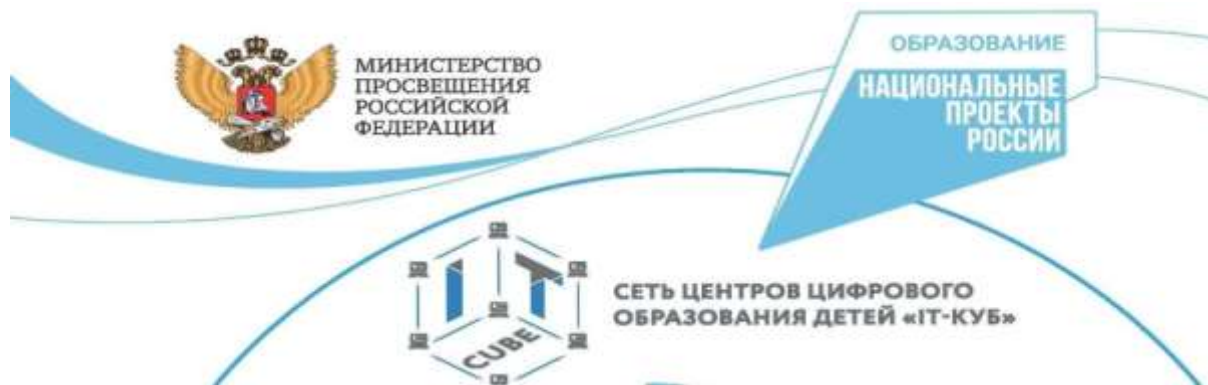 МИНИСТЕРСТВО
ПРОСВЕЩЕНИЯ
РОССИЙСКОЙ
ФЕДЕРАЦИИ
ОБРАЗОВАНИЕ
НАЦИОНАЛЬНЫЕ
ПРОЕКТЫ
РОССИИ
IT
CUBE
СЕТЬ ЦЕНТРОВ ЦИФРОВОГО
ОБРАЗОВАНИЯ ДЕТЕЙ «IT-КУБ»